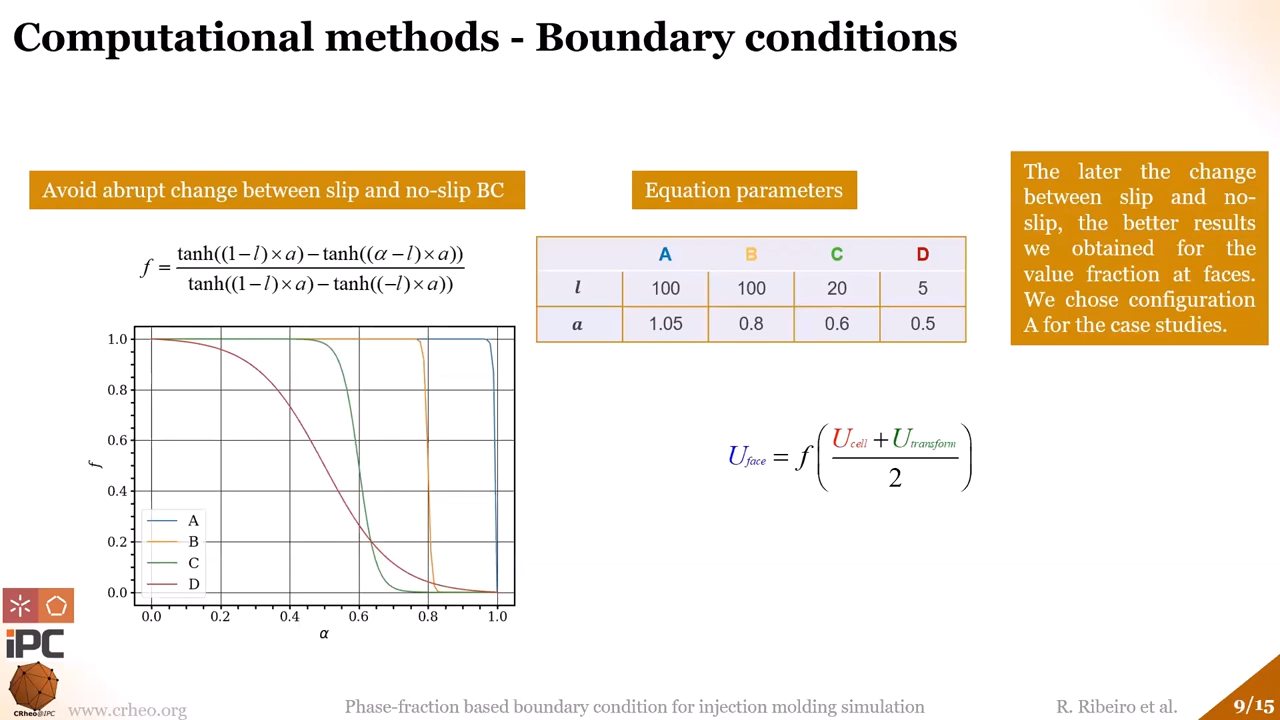 Computational methods - Boundary conditions
Avoid abrupt change between slip and no-slip BC
f = tanh((1−l)×a)−tanh((α−l)×a)) / tanh((1−l)×a)−tanh((−l)×a))
1.0
0.8
0.6
0.4
0.2
0.0
f
A
B
C
D
0.0 0.2 0.4 0.6 0.8 1.0
α
Equation parameters
A B C D
l 100 100 20 5
a 1.05 0.8 0.6 0.5
U face = f ( U cell + U transform / 2 )
The later the change
between slip and no-
slip, the better results
we obtained for the
value fraction at faces.
We chose configuration
A for the case studies.
iPC
CRheo@IPC
www.crheo.org
Phase-fraction based boundary condition for injection molding simulation
R. Ribeiro et al.
9/15